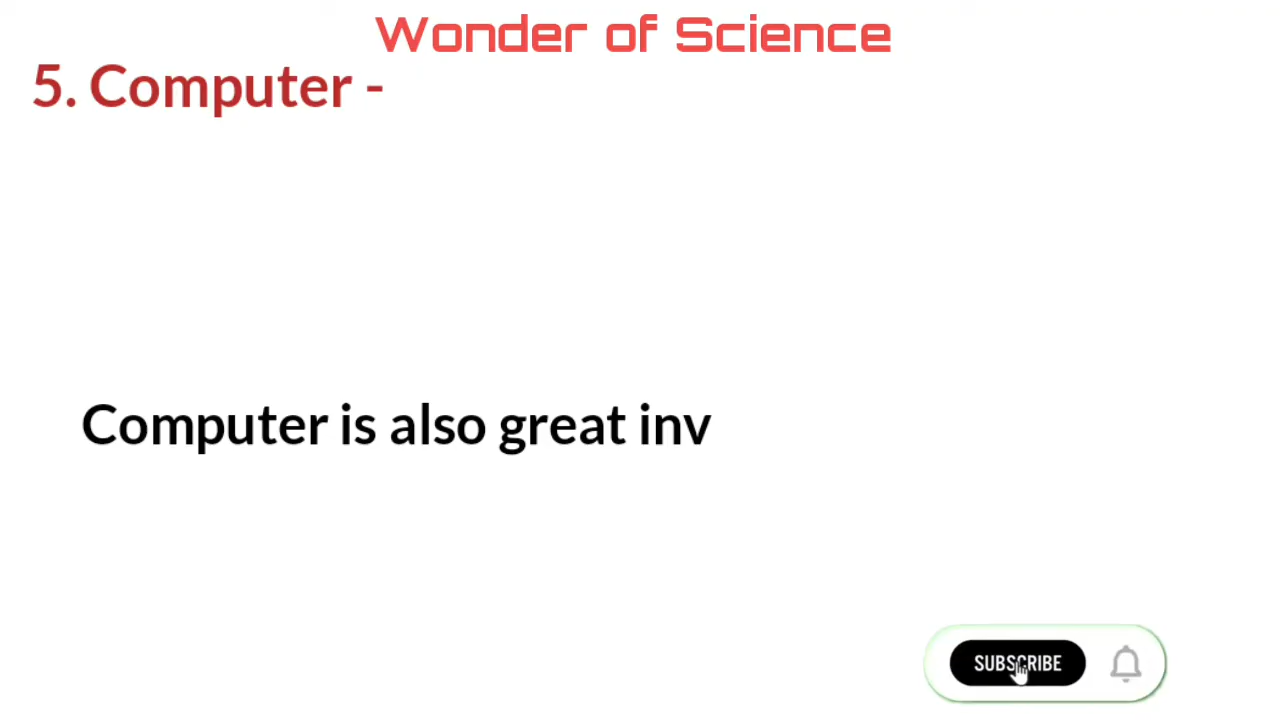 Wonder of Science
5. Computer -
Computer is also great inv
SUBSCRIBE